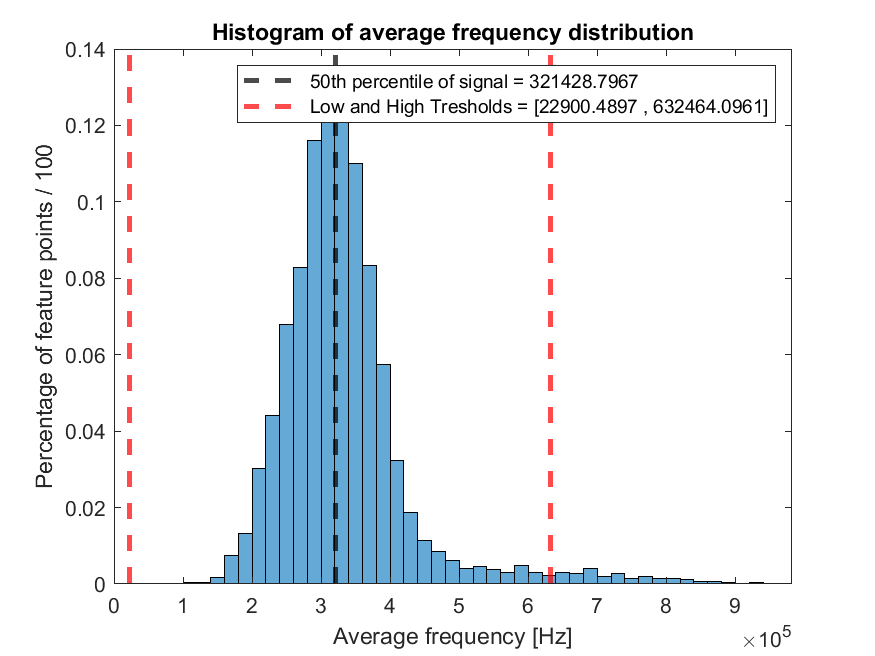 Histogram of average frequency distribution
50th percentile of signal = 321428.7967
Low and High Tresholds = [22900.4897 , 632464.0961]
Percentage of feature points / 100
0.14
0.12
0.1
0.08
0.06
0.04
0.02
0
0 1 2 3 4 5 6 7 8 9
Average frequency [Hz]
×10^5